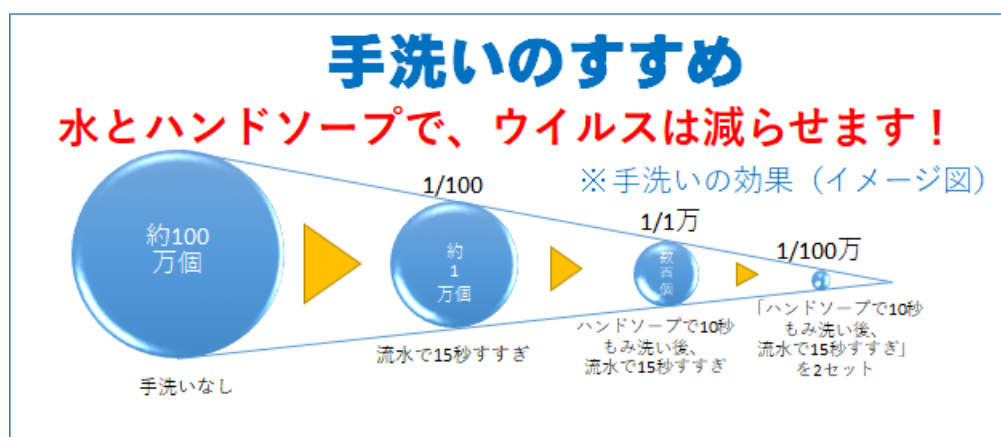 手洗いのすすめ
水とハンドソープで、ウイルスは減らせます！
※手洗いの効果（イメージ図）
約100
万個
手洗いなし
1/100
約
1
万個
流水で15秒すすぎ
1/1万
数
百
個
ハンドソープで10秒
もみ洗い後、
流水で15秒すすぎ
1/100万
「ハンドソープで10秒
もみ洗い後、
流水で15秒すすぎ」
を2セット